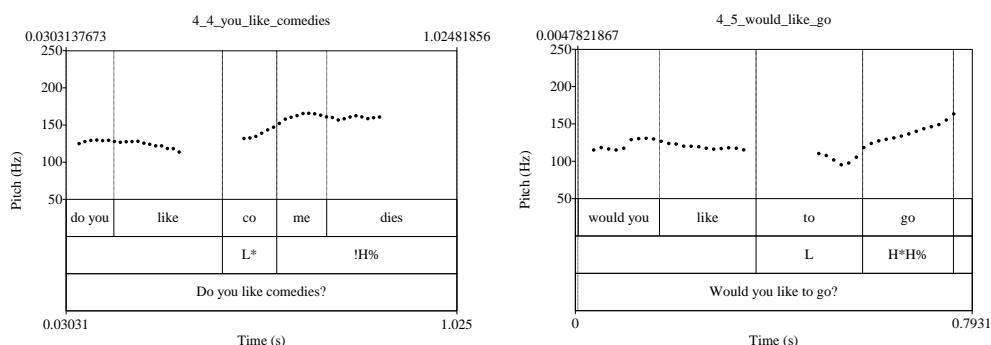 4_4_you_like_comedies
0.0303137673 1.02481856
250
200
150
100
50
Pitch (Hz)
do you like co me dies
L* !H%
Do you like comedies?
0.03031 1.025
Time (s)
4_5_would_like_go
0.0047821867
250
200
150
100
50
Pitch (Hz)
would you like to go
L H*H%
Would you like to go?
0 0.7931
Time (s)